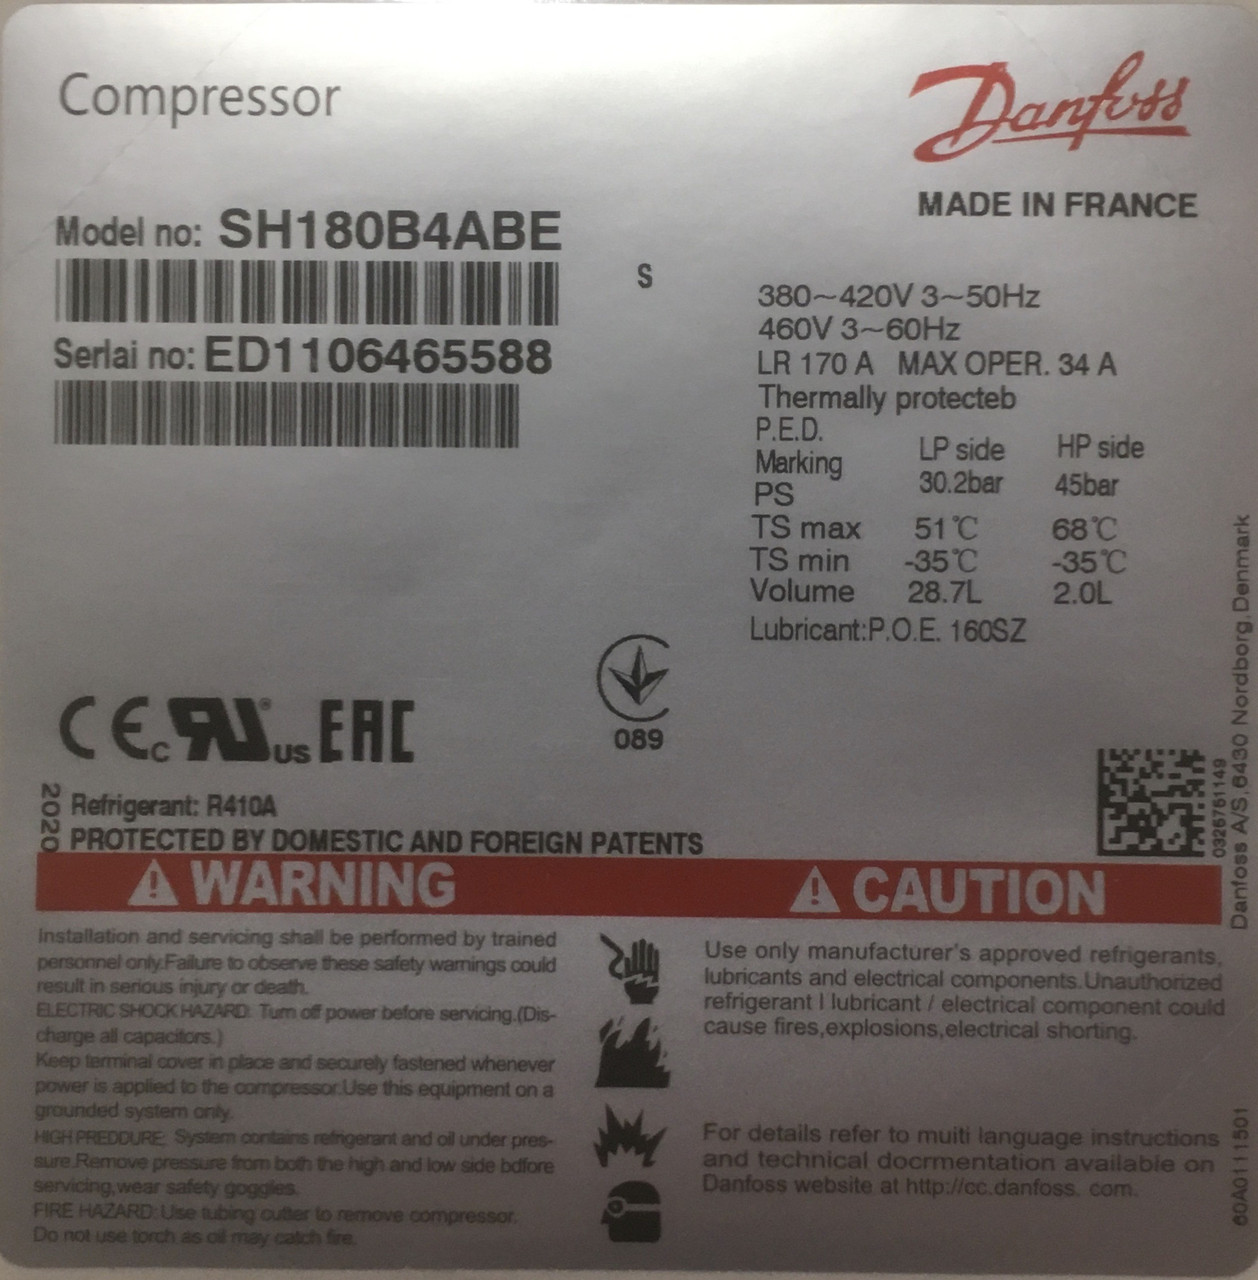 Compressor
Danfoss
MADE IN FRANCE
Model no: SH180B4ABE
S
Serlai no: ED1106465588
380~420V 3~50Hz
460V 3~60Hz
LR 170 A MAX OPER. 34 A
Thermally protecteb
P.E.D.
Marking LP side HP side
PS 30.2bar 45bar
TS max 51℃ 68℃
TS min -35℃ -35℃
Volume 28.7L 2.0L
Lubricant:P.O.E. 160SZ
CE c RU® us EAC
089
2020
Refrigerant: R410A
PROTECTED BY DOMESTIC AND FOREIGN PATENTS
0326751149
Danfoss A/S,6430 Nordborg,Denmark
WARNING
Installation and servicing shall be performed by trained
personnel only.Failure to observe these safety warnings could
result in serious injury or death.
ELECTRIC SHOCK HAZARD: Turn off power before servicing.(Dis-
charge all capacitors.)
Keep terminal cover in place and securely fastened whenever
power is applied to the compressor.Use this equipment on a
grounded system only.
HIGH PREDDURE: System contains refrigerant and oil under pres-
sure.Remove pressure from both the high and low side bdfore
servicing,wear safety goggles.
FIRE HAZARD:Use tubing cutter to remove compressor.
Do not use torch as oil may catch fire.
CAUTION
Use only manufacturer's approved refrigerants,
lubricants and electrical components.Unauthorized
refrigerant l lubricant / electrical component could
cause fires,explosions,electrical shorting.
For details refer to muiti language instructions
and technical docrmentation available on
Danfoss website at http://cc.danfoss. com.
60A0111501